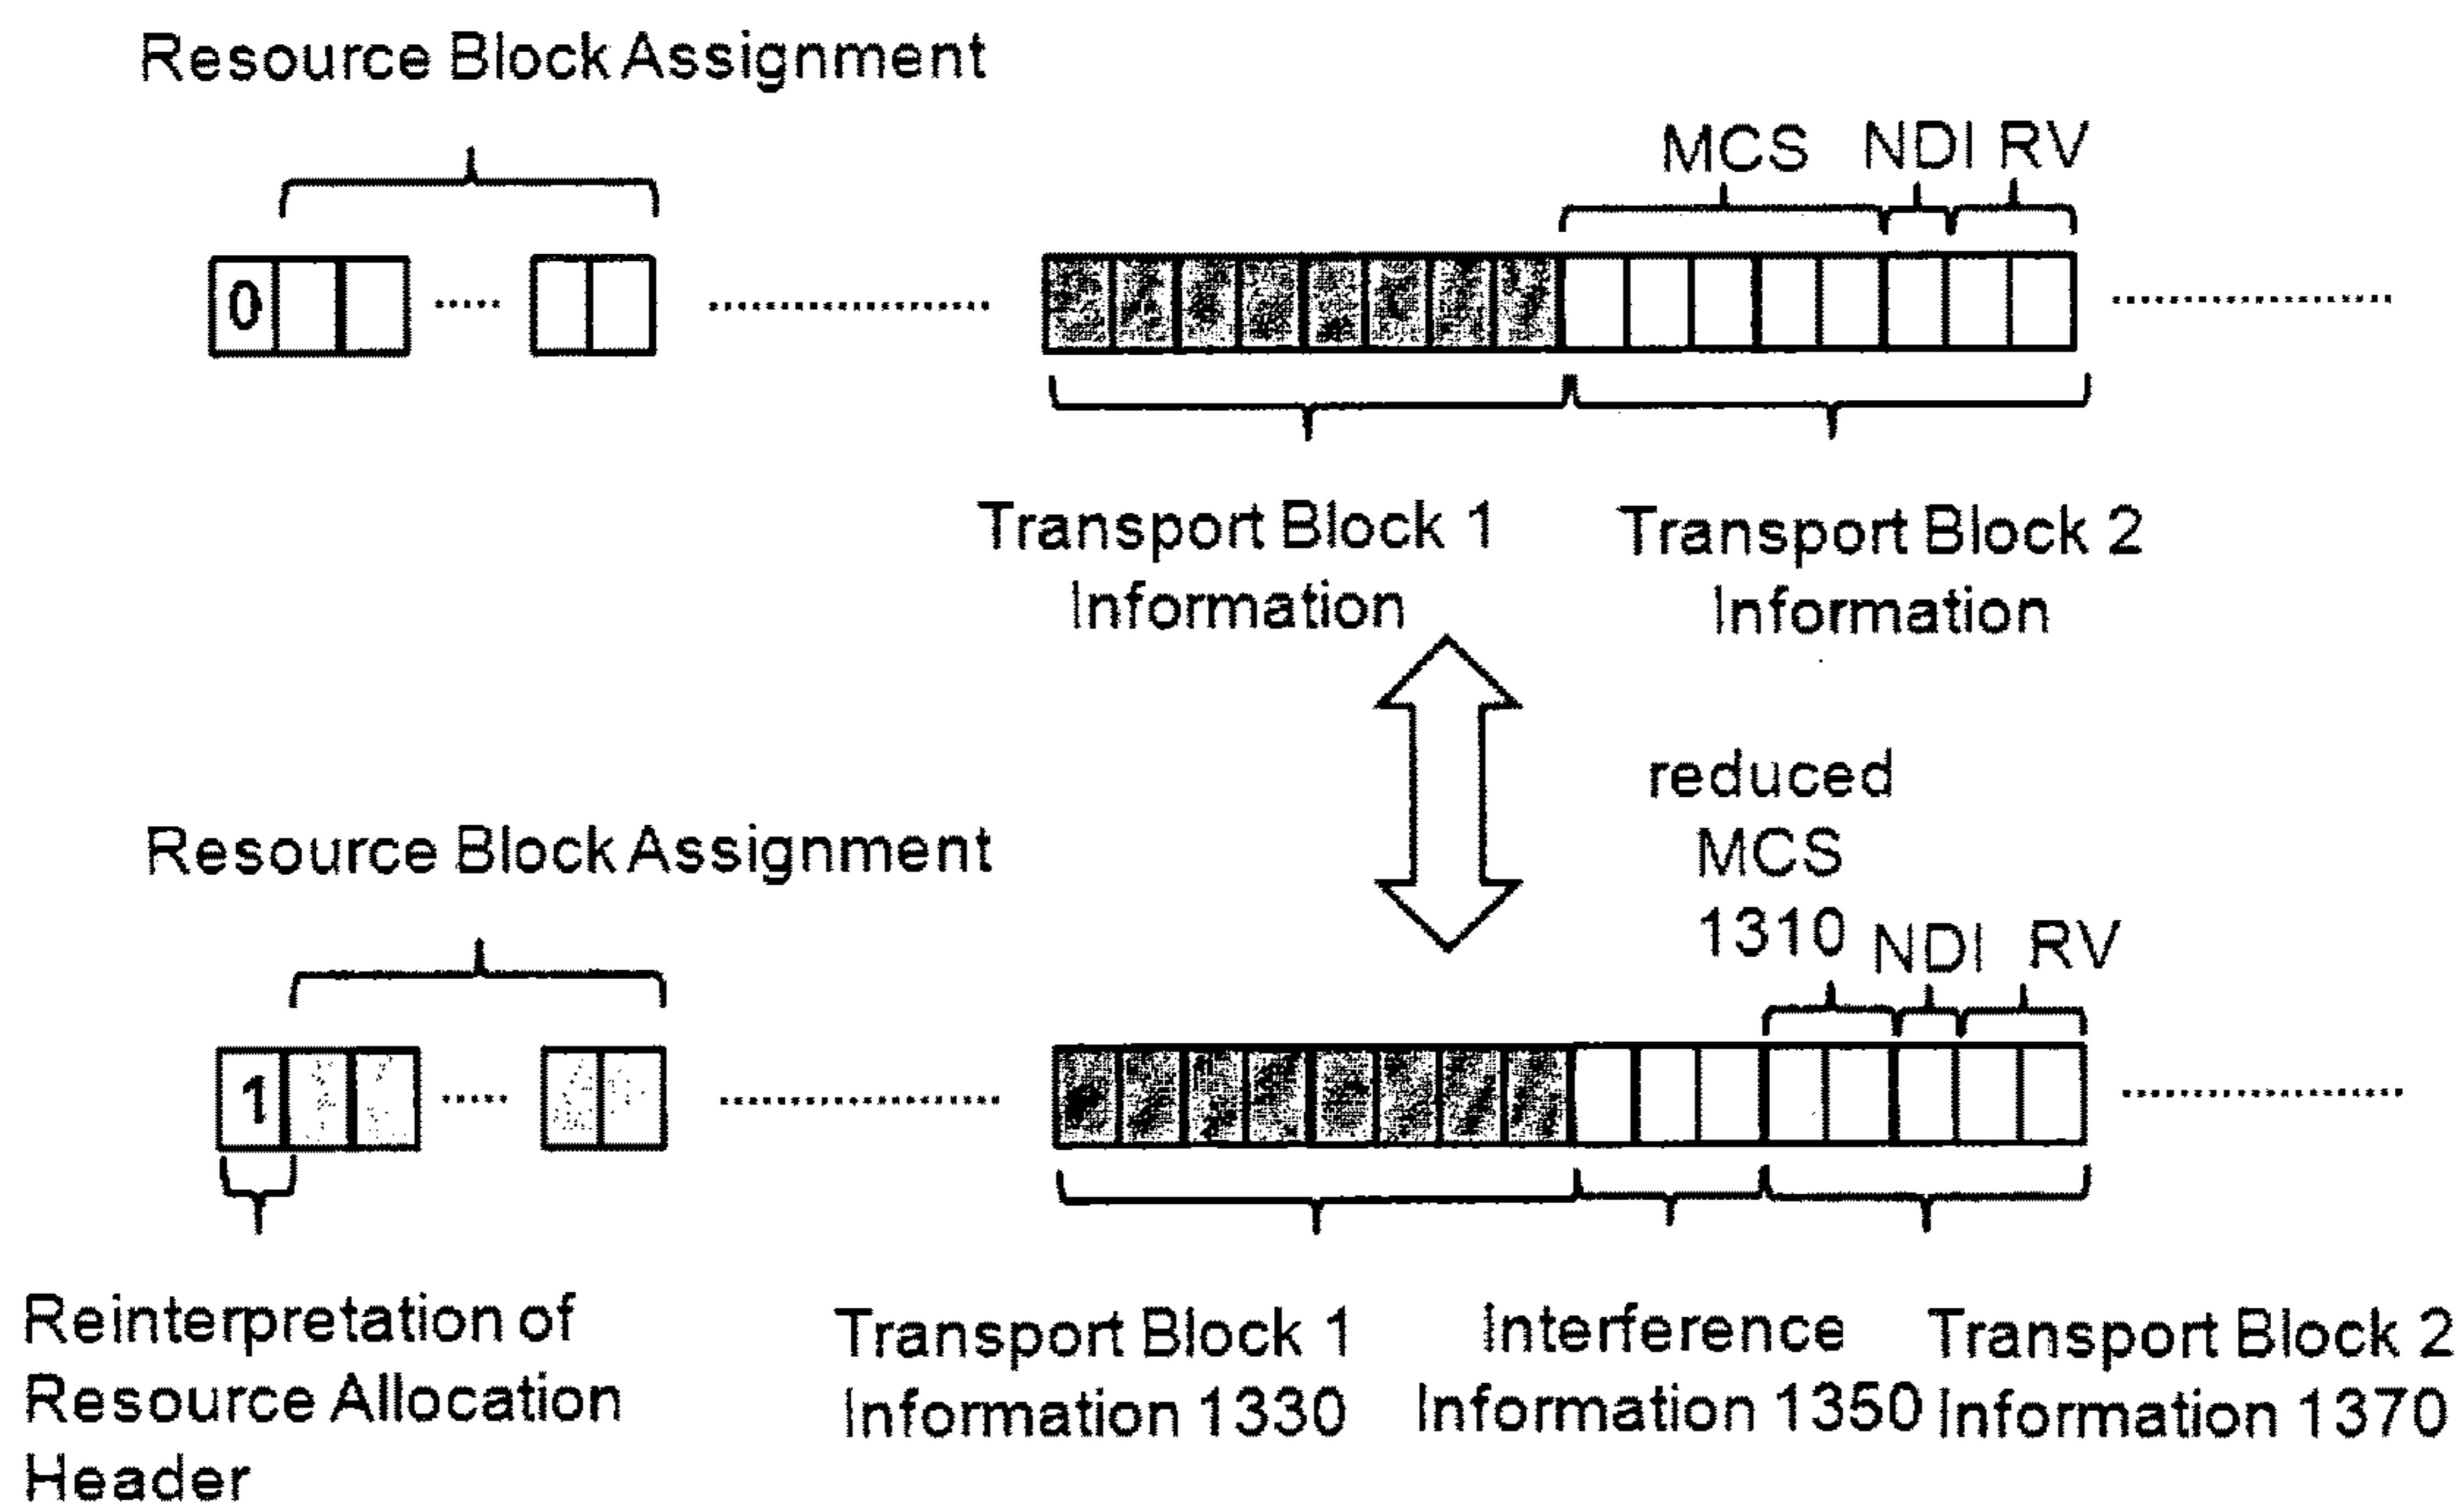 Resource Block Assignment
MCS NDI RV
0
Transport Block 1
Information
Transport Block 2
Information
reduced
MCS
1310
NDI RV
Resource Block Assignment
1
Reinterpretation of
Resource Allocation
Header
Transport Block 1
Information 1330
Interference
Information 1350
Transport Block 2
Information 1370